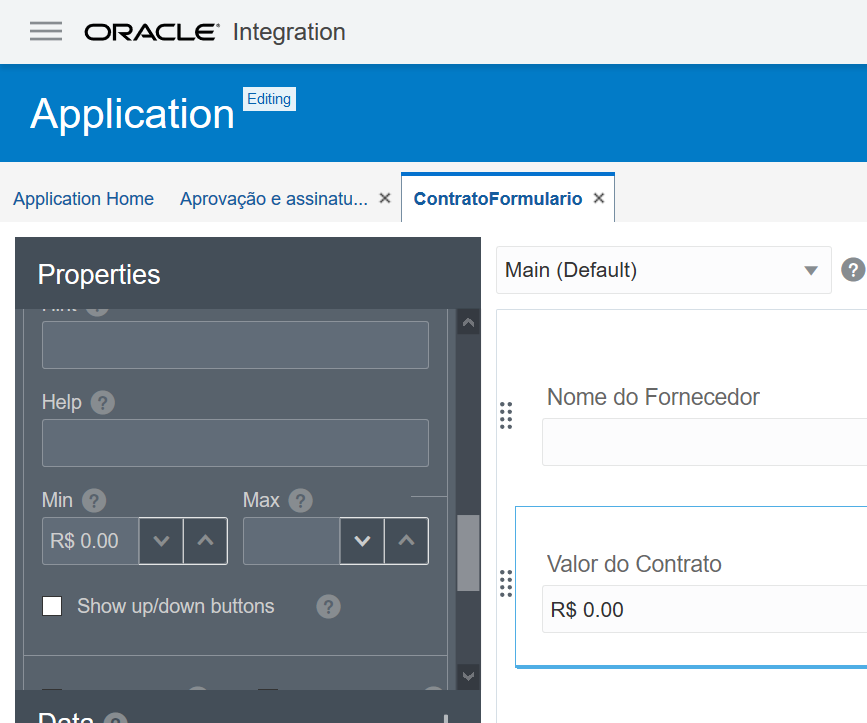 ORACLE® Integration
Application Editing
Application Home Aprovação e assinatu... × ContratoFormulario ×
Properties
Main (Default)
?
Help ?
Min ? Max ?
R$ 0.00
Show up/down buttons ?
Data ?
Nome do Fornecedor
Valor do Contrato
R$ 0.00